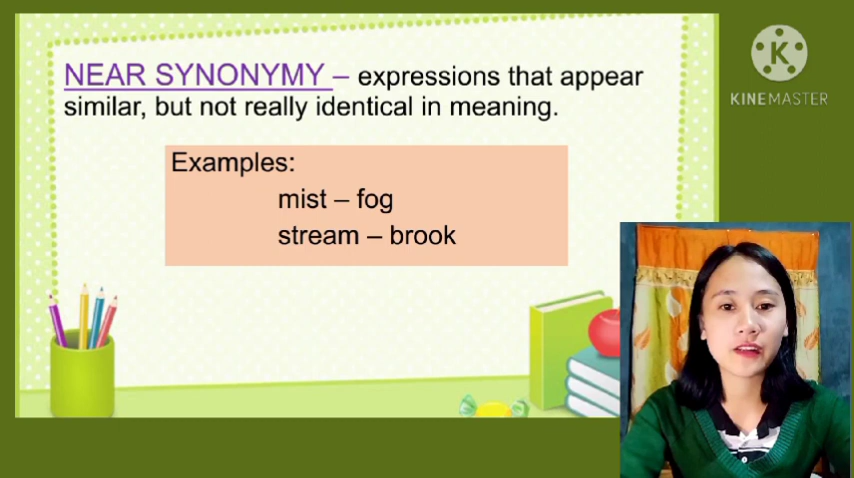 NEAR SYNONYMY – expressions that appear
similar, but not really identical in meaning.
Examples:
mist – fog
stream – brook
K
KINEMASTER